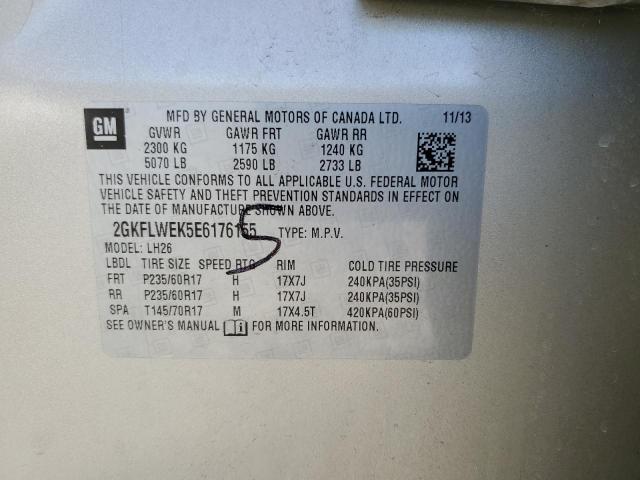 GM
MFD BY GENERAL MOTORS OF CANADA LTD. 11/13
GVWR GAWR FRT GAWR RR
2300 KG 1175 KG 1240 KG
5070 LB 2590 LB 2733 LB
THIS VEHICLE CONFORMS TO ALL APPLICABLE U.S. FEDERAL MOTOR
VEHICLE SAFETY AND THEFT PREVENTION STANDARDS IN EFFECT ON
THE DATE OF MANUFACTURE SHOWN ABOVE.
2GKFLWEK5E6176155 TYPE: M.P.V.
5
MODEL: LH26
LBDL TIRE SIZE SPEED RTG RIM COLD TIRE PRESSURE
FRT P235/60R17 H 17X7J 240KPA(35PSI)
RR P235/60R17 H 17X7J 240KPA(35PSI)
SPA T145/70R17 M 17X4.5T 420KPA(60PSI)
SEE OWNER'S MANUAL FOR MORE INFORMATION.